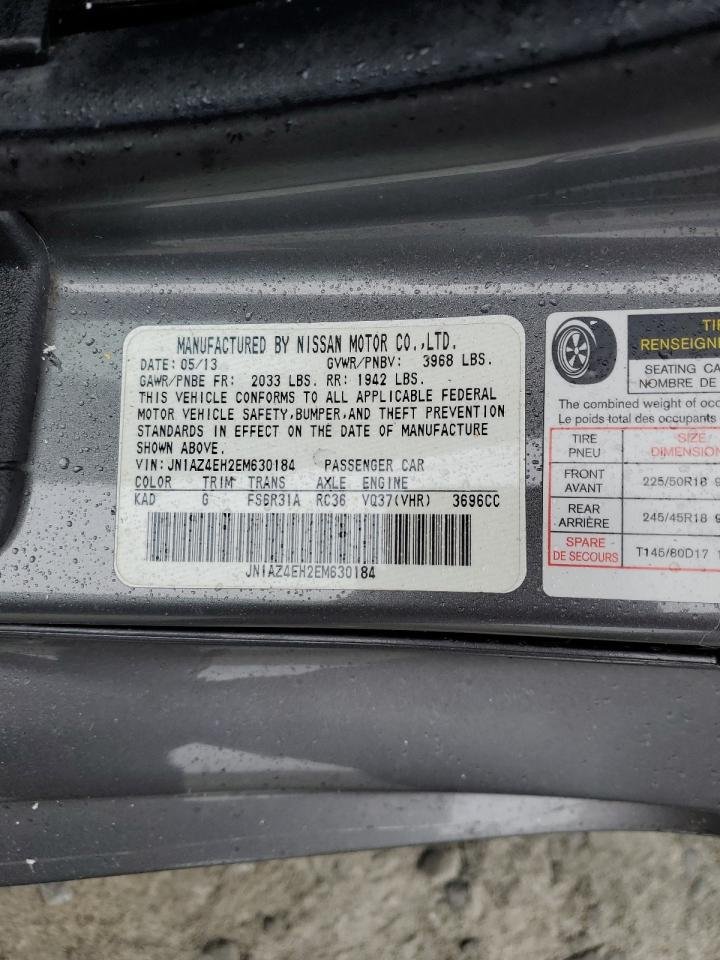 MANUFACTURED BY NISSAN MOTOR CO.,LTD.
DATE:05/13 GVWR/PNBV: 3968 LBS.
GAWR/PNBE FR: 2033 LBS. RR: 1942 LBS.
THIS VEHICLE CONFORMS TO ALL APPLICABLE FEDERAL
MOTOR VEHICLE SAFETY,BUMPER,AND THEFT PREVENTION
STANDARDS IN EFFECT ON THE DATE OF MANUFACTURE
SHOWN ABOVE.
VIN:JN1AZ4EH2EM630184 PASSENGER CAR
COLOR TRIM TRANS AXLE ENGINE
KAD G FS6R31A RC36 VQ37(VHR) 3696CC
JN1AZ4EH2EM630184
TI
RENSEIGNE
SEATING CA
NOMBRE DE
The combined weight of occ
Le poids total des occupants
TIRE
PNEU
SIZE
DIMENSION
FRONT
AVANT
225/50R18 9
REAR
ARRIÈRE
245/45R18 9
SPARE
DE SECOURS
T145/80D17 1